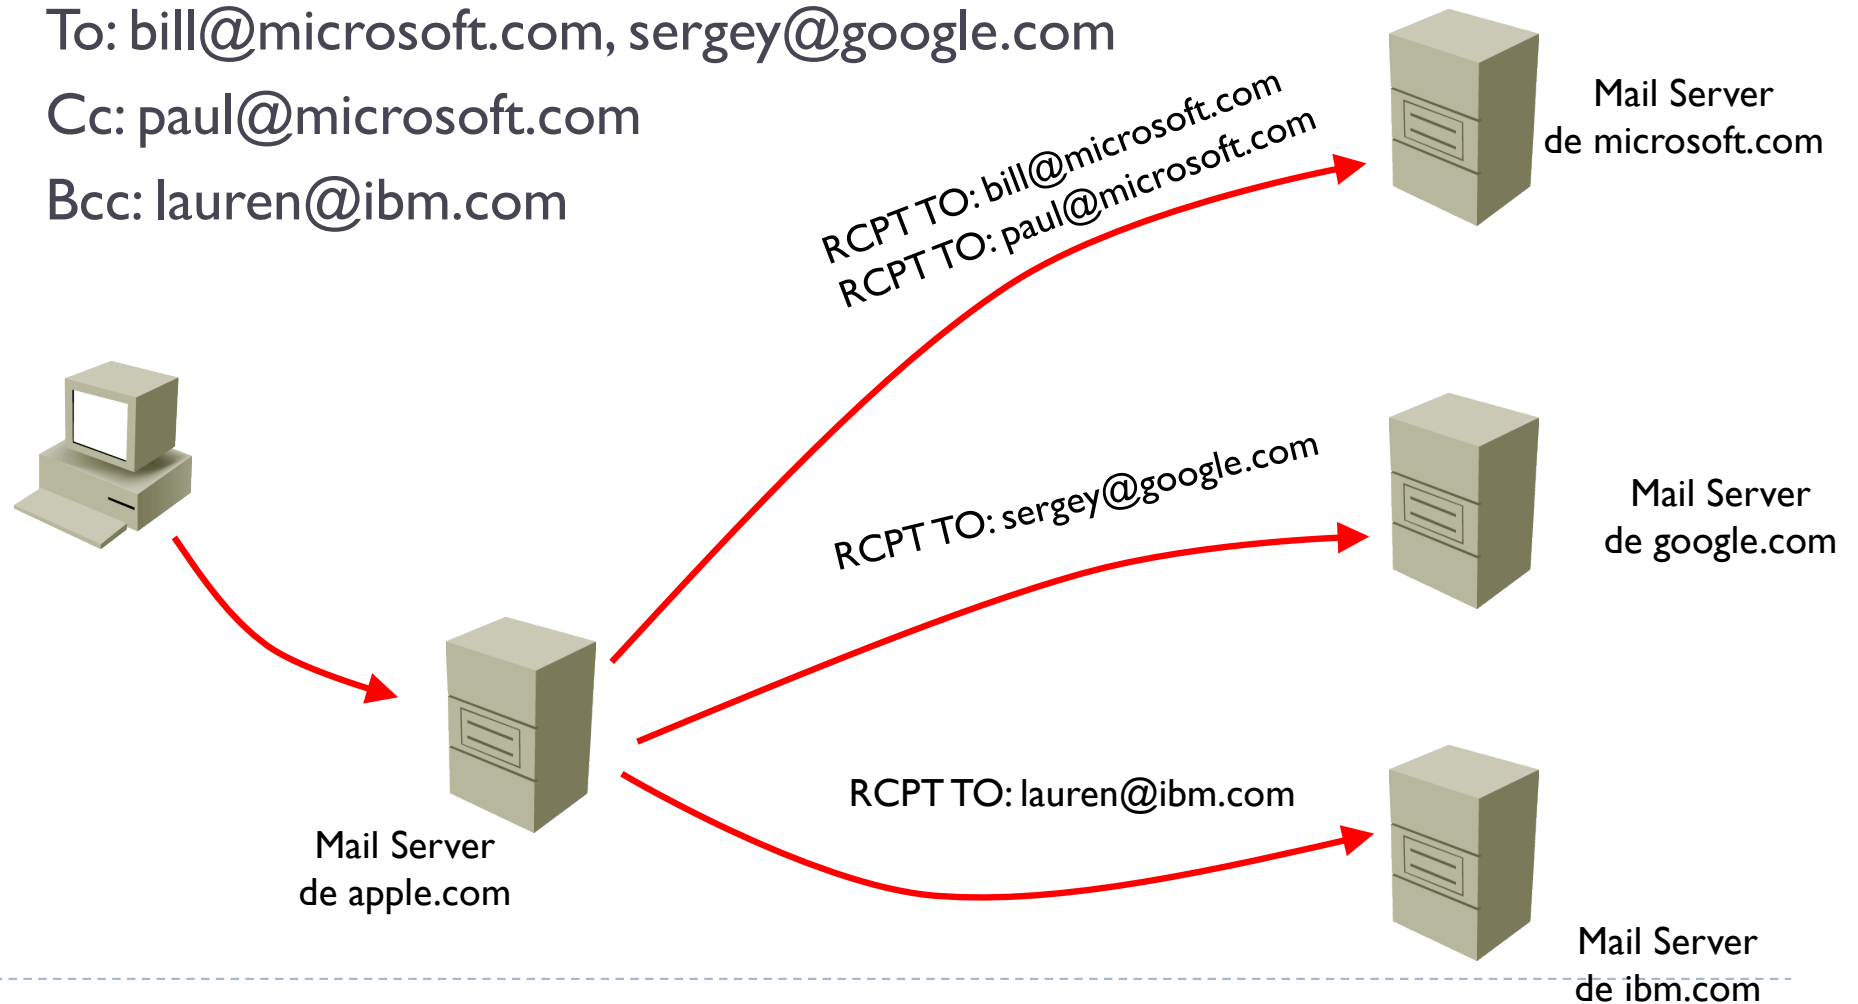 To: bill@microsoft.com, sergey@google.com
Cc: paul@microsoft.com
Bcc: lauren@ibm.com
RCPT TO: bill@microsoft.com
RCPT TO: paul@microsoft.com
Mail Server
de microsoft.com
RCPT TO: sergey@google.com
Mail Server
de google.com
RCPT TO: lauren@ibm.com
Mail Server
de apple.com
Mail Server
de ibm.com